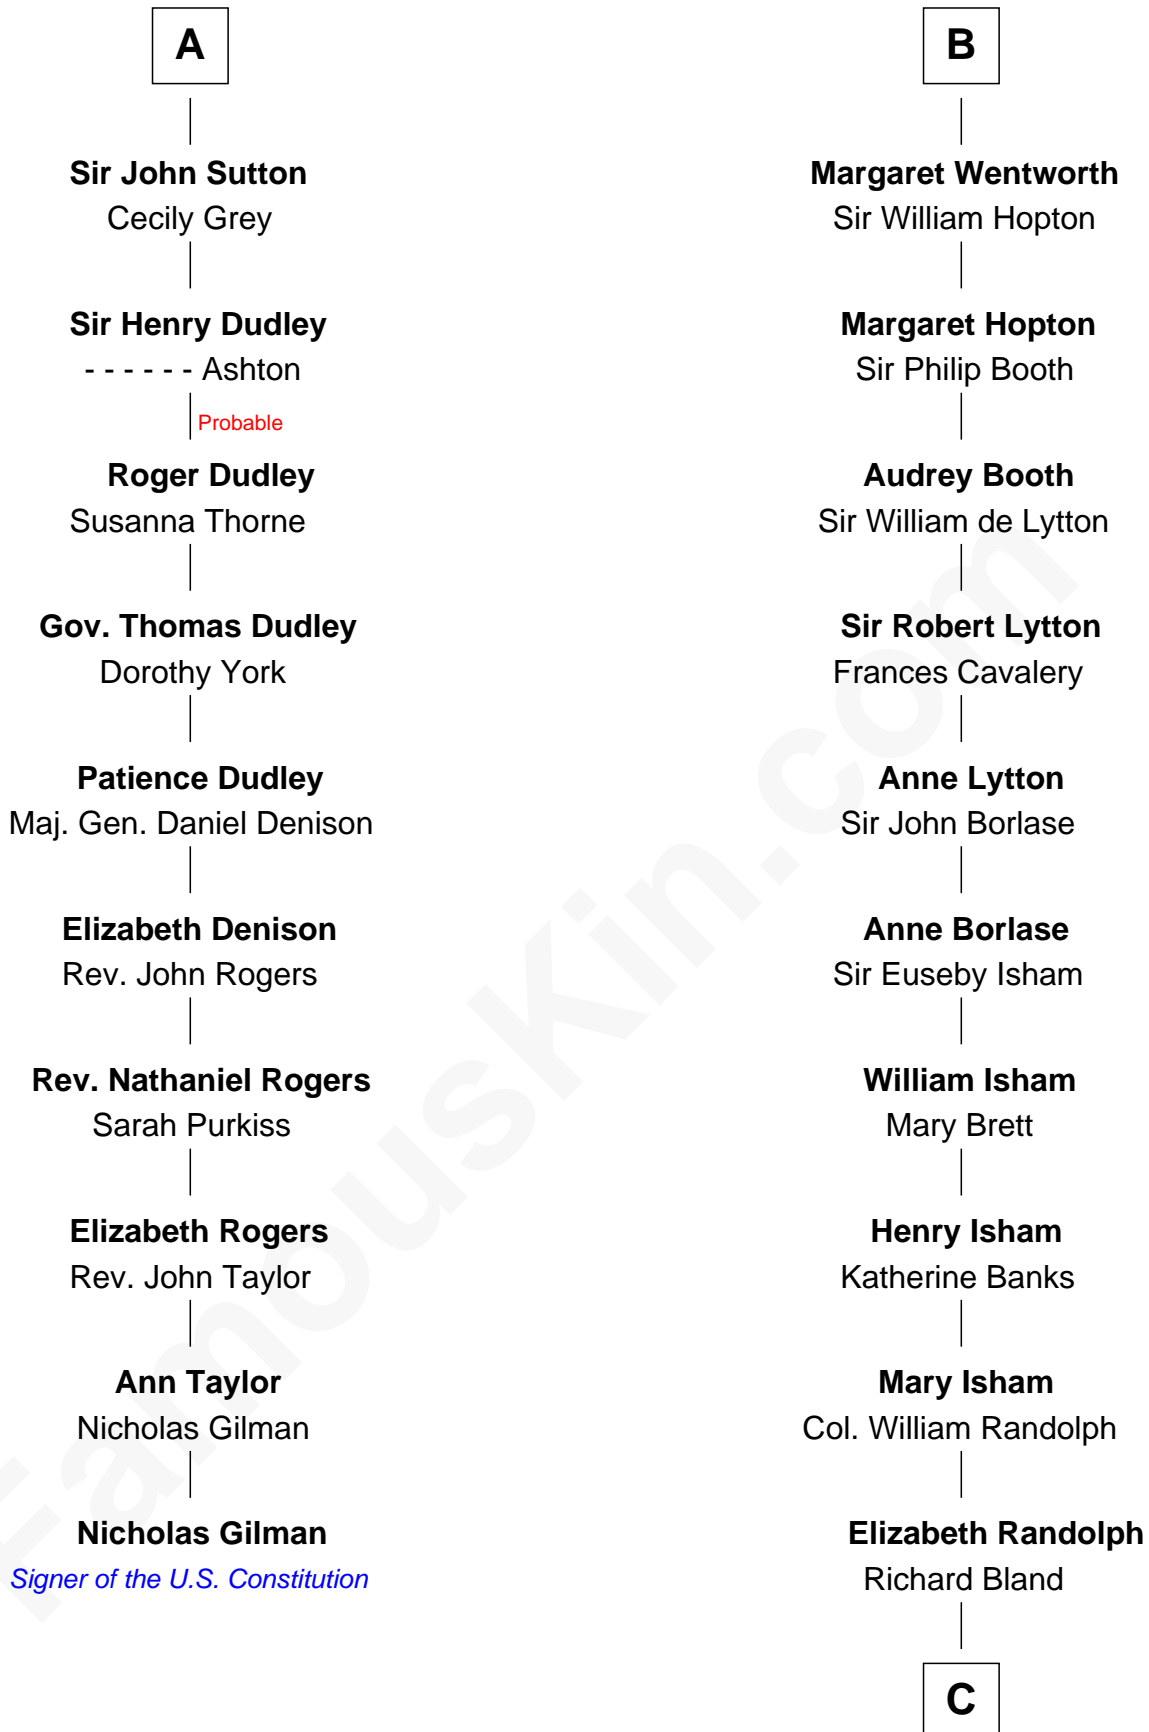 A
Sir John Sutton
Cecily Grey
Sir Henry Dudley
- - - - - - Ashton
Probable
Roger Dudley
Susanna Thorne
Gov. Thomas Dudley
Dorothy York
Patience Dudley
Maj. Gen. Daniel Denison
Elizabeth Denison
Rev. John Rogers
Rev. Nathaniel Rogers
Sarah Purkiss
Elizabeth Rogers
Rev. John Taylor
Ann Taylor
Nicholas Gilman
Nicholas Gilman
Signer of the U.S. Constitution
B
Margaret Wentworth
Sir William Hopton
Margaret Hopton
Sir Philip Booth
Audrey Booth
Sir William de Lytton
Sir Robert Lytton
Frances Cavalery
Anne Lytton
Sir John Borlase
Anne Borlase
Sir Euseby Isham
William Isham
Mary Brett
Henry Isham
Katherine Banks
Mary Isham
Col. William Randolph
Elizabeth Randolph
Richard Bland
C
FamousKin.com